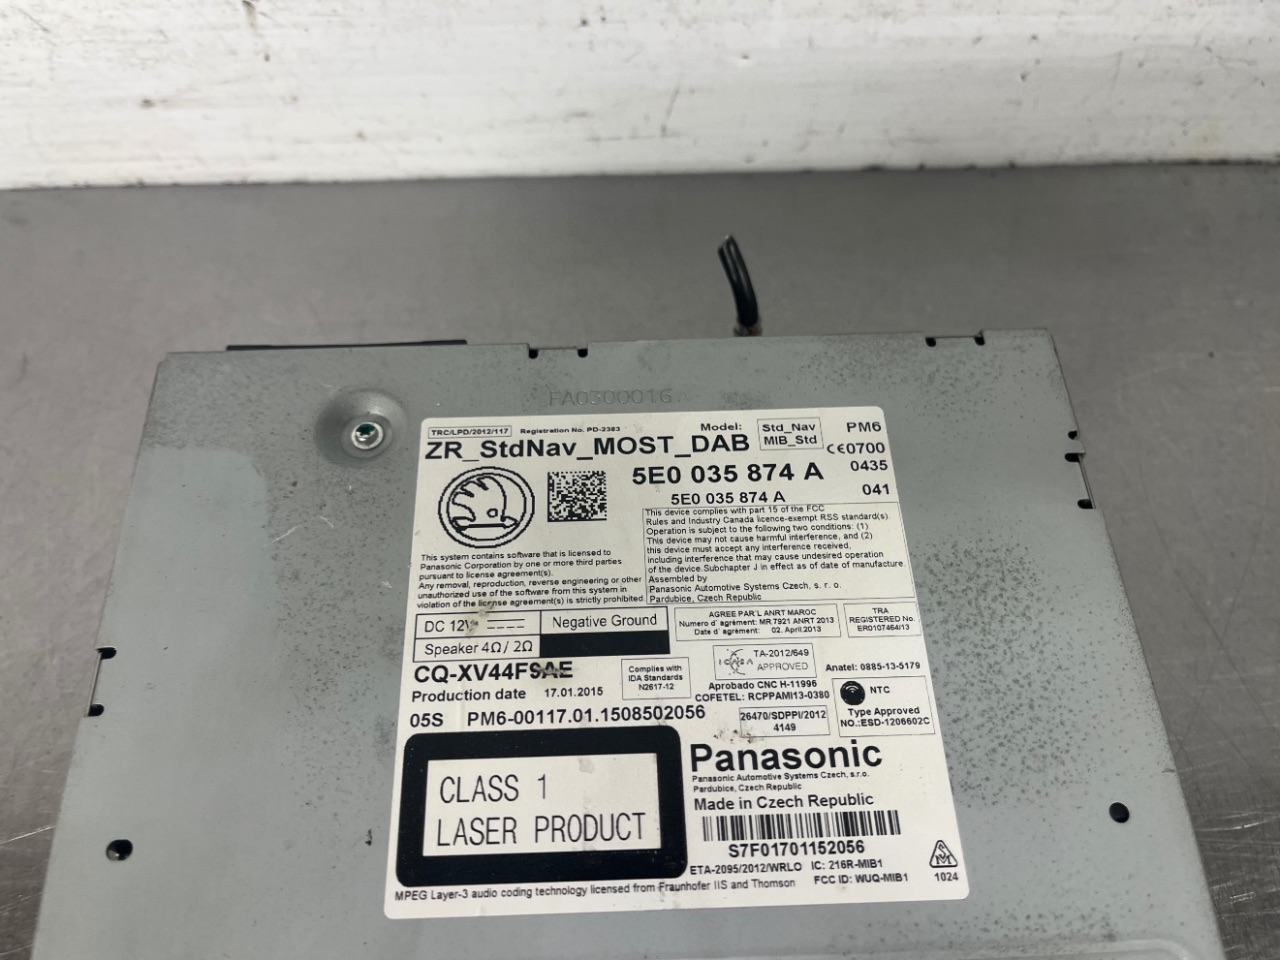 FA0300016
TRC/LPD/2012/117 Registration No. PD-2383 Model: Std_Nav MIB_Std PM6
ZR_StdNav_MOST_DAB
CE0700
5E0 035 874 A 0435
5E0 035 874 A 041
This device complies with part 15 of the FCC
Rules and Industry Canada licence-exempt RSS standard(s).
Operation is subject to the following two conditions: (1)
This device may not cause harmful interference, and (2)
this device must accept any interference received,
including interference that may cause undesired operation
of the device.Subchapter J in effect as of date of manufacture.
Assembled by
Panasonic Automotive Systems Czech, s. r. o.
Pardubice, Czech Republic
This system contains software that is licensed to
Panasonic Corporation by one or more third parties
pursuant to license agreement(s).
Any removal, reproduction, reverse engineering or other
unauthorized use of the software from this system in
violation of the license agreement(s) is strictly prohibited.
DC 12V Negative Ground
Speaker 4Ω/ 2Ω
AGREE PAR'L ANRT MAROC
Numero d' agrément: MR 7921 ANRT 2013
Date d' agrément: 02. April.2013
TRA
REGISTERED No.
ER0107464/13
CQ-XV44F9AE
Production date 17.01.2015
Complies with
IDA Standards
N2617-12
ICASA TA-2012/649
APPROVED
Anatel: 0885-13-5179
Aprobado CNC H-11996
COFETEL: RCPPAMI13-0380
NTC
Type Approved
NO.:ESD-1206602C
05S PM6-00117.01.1508502056
26470/SDPPI/2012
4149
CLASS 1
LASER PRODUCT
Panasonic
Panasonic Automotive Systems Czech, s.r.o.
Pardubice, Czech Republic
Made in Czech Republic
S7F01701152056
ETA-2095/2012/WRLO IC: 216R-MIB1
FCC ID: WUQ-MIB1
1024
MPEG Layer-3 audio coding technology licensed from Fraunhofer IIS and Thomson